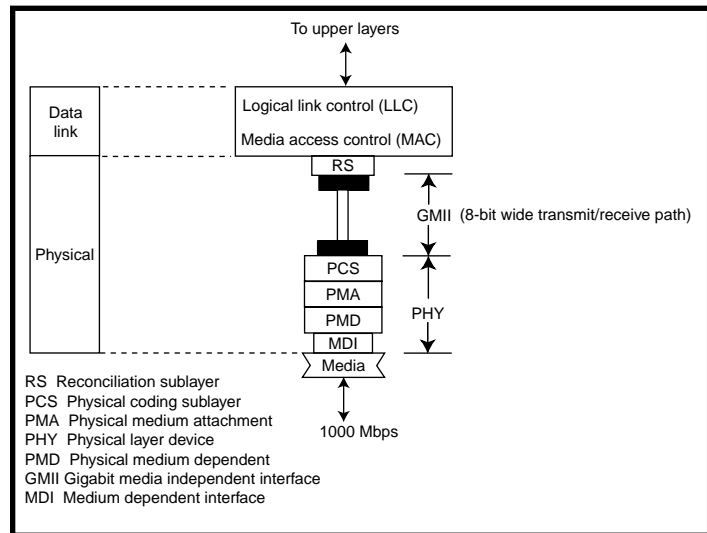 To upper layers
Data
link
Logical link control (LLC)
Media access control (MAC)
RS
GMII (8-bit wide transmit/receive path)
Physical
PCS
PMA
PHY
PMD
MDI
Media
RS Reconciliation sublayer
PCS Physical coding sublayer
PMA Physical medium attachment
PHY Physical layer device
PMD Physical medium dependent
GMII Gigabit media independent interface
MDI Medium dependent interface
1000 Mbps